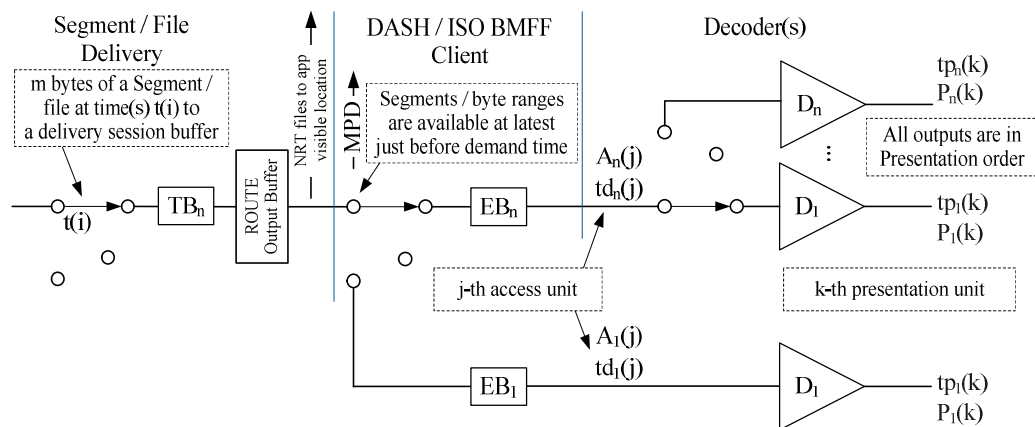 Segment / File
Delivery
m bytes of a Segment /
file at time(s) t(i) to
a delivery session buffer
t(i)
TBn
ROUTE
Output Buffer
NRT files to app
visible location
DASH / ISO BMFF
Client
MPD
Segments / byte ranges
are available at latest
just before demand time
EBn
j-th access unit
EB1
Decoder(s)
An(j)
tdn(j)
A1(j)
td1(j)
Dn
tpn(k)
Pn(k)
...
All outputs are in
Presentation order
D1
tp1(k)
P1(k)
k-th presentation unit
D1
tp1(k)
P1(k)